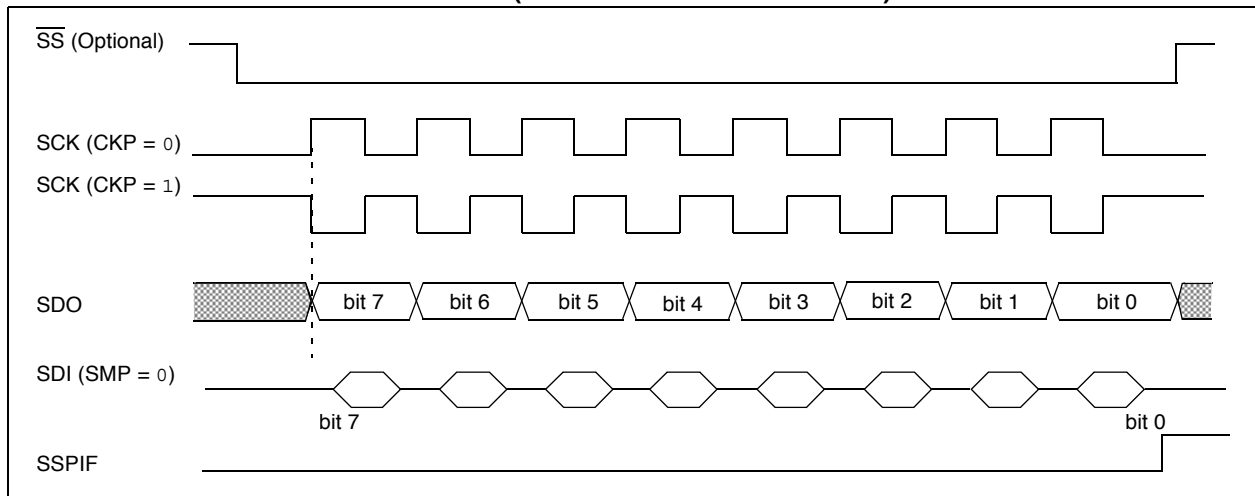 SS (Optional)
SCK (CKP = 0)
SCK (CKP = 1)
SDO
bit 7 bit 6 bit 5 bit 4 bit 3 bit 2 bit 1 bit 0
SDI (SMP = 0)
bit 7 bit 0
SSPIF